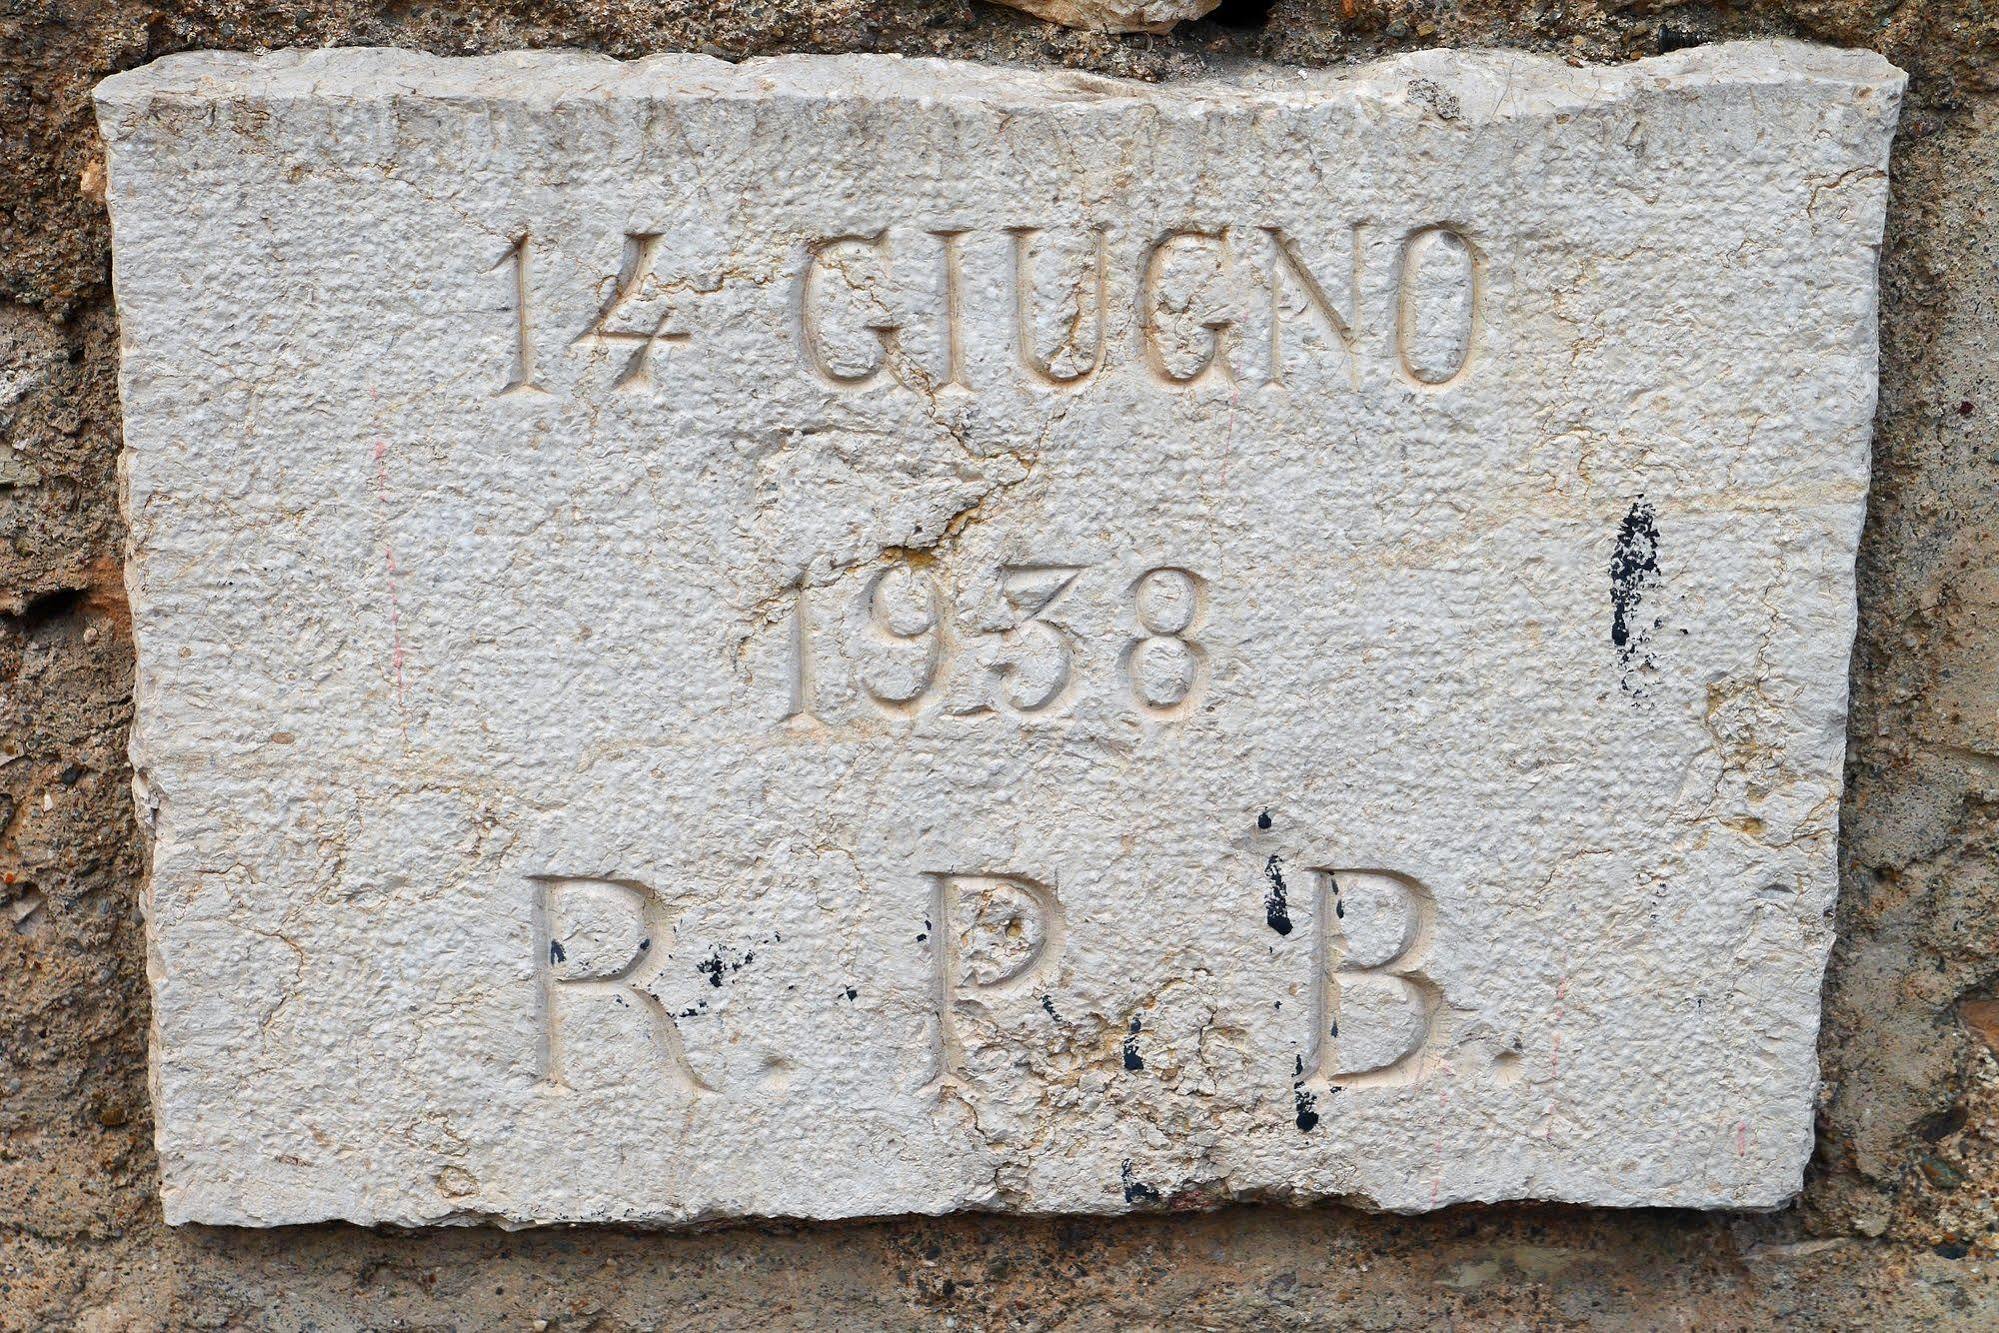 14 GIUGNO
1938
R. P. B.